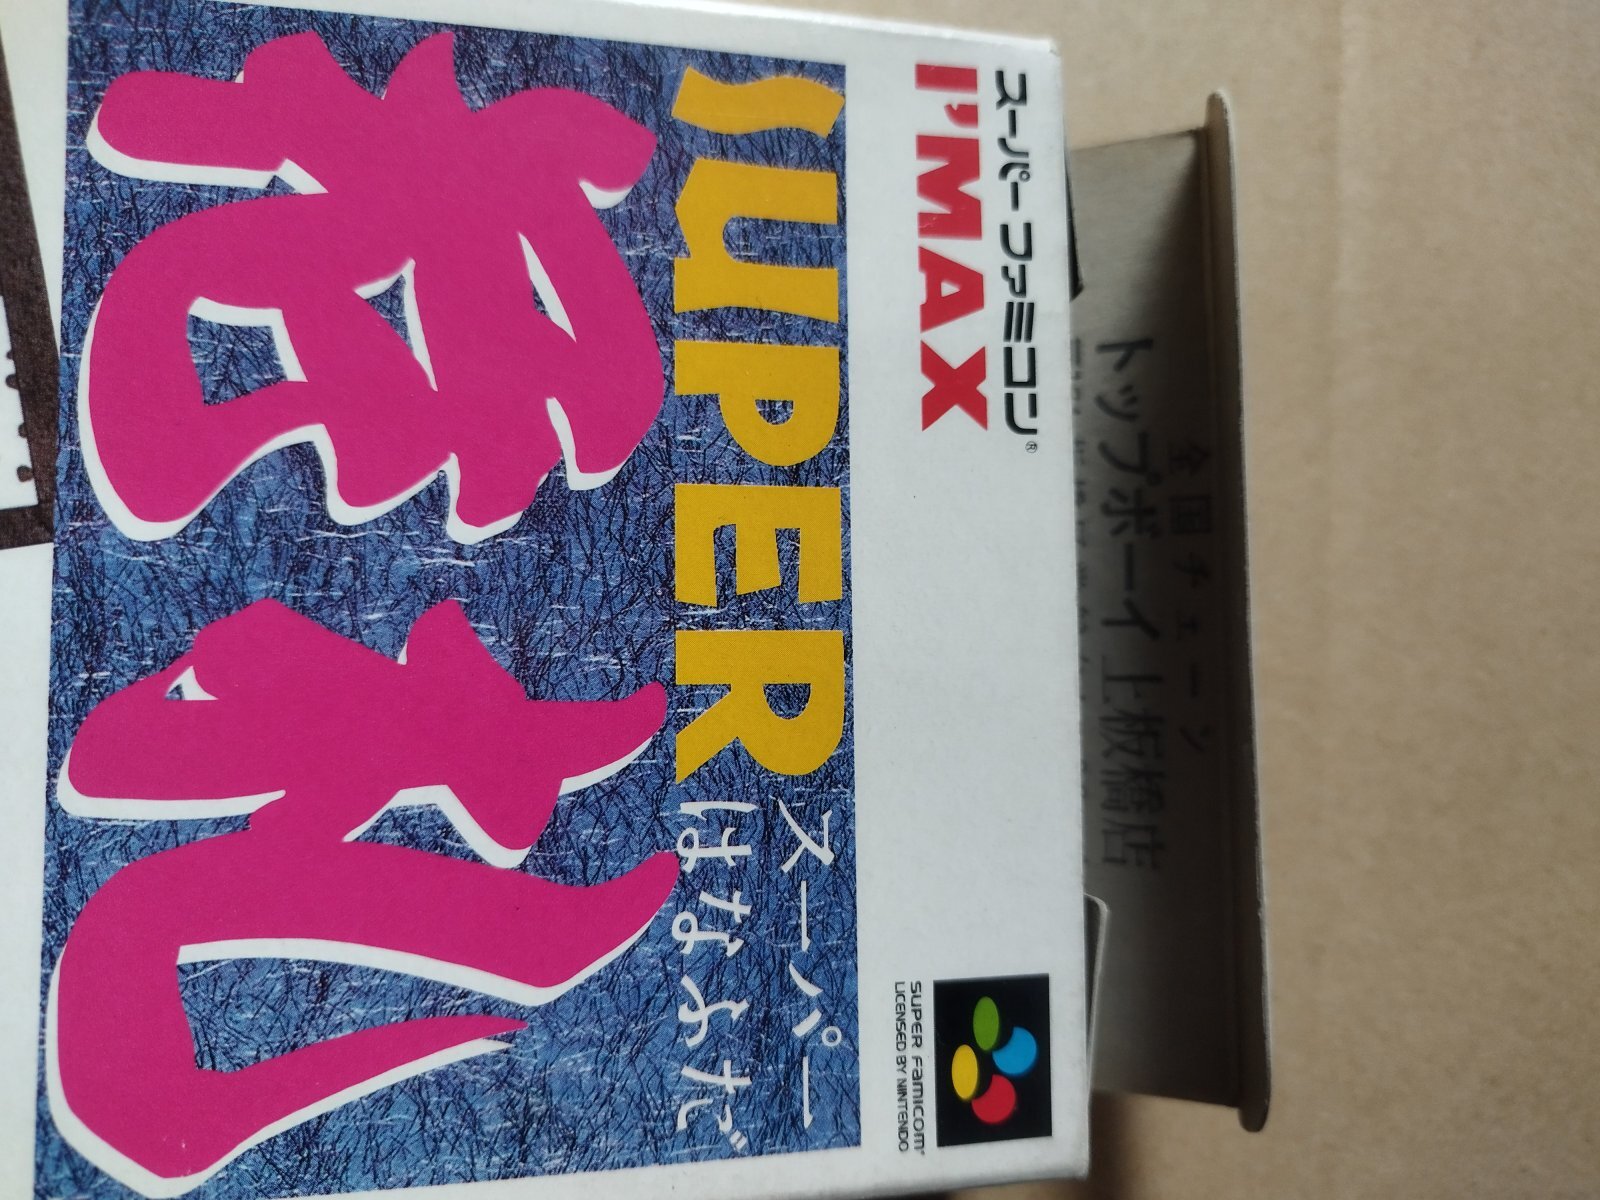 スーパーファミコン®
I'MAX
SUPER FAMICOM
LICENSED BY NINTENDO
SUPER
スーパー
はなふだ
花札
全国チェーン
トップボーイ上板橋店